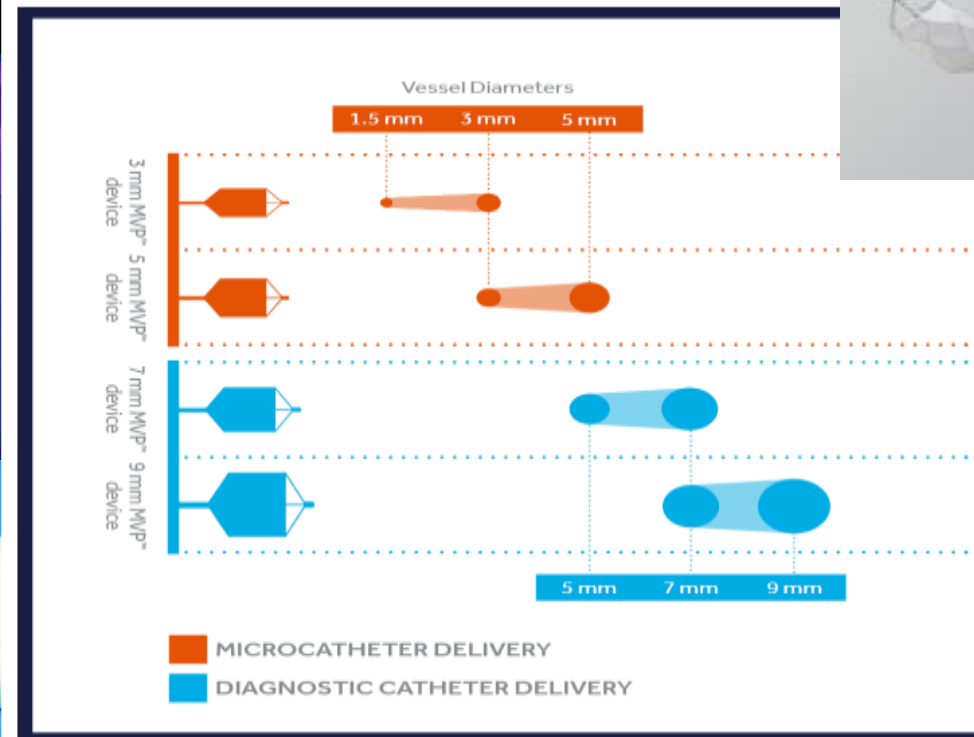 Vessel Diameters
1.5 mm 3 mm 5 mm
3 mm MVP™
device
5 mm MVP™
device
7 mm MVP™
device
9 mm MVP™
device
5 mm 7 mm 9 mm
MICROCATHETER DELIVERY
DIAGNOSTIC CATHETER DELIVERY